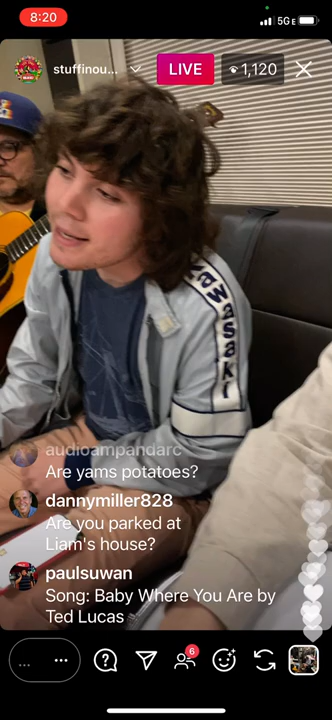 8:20
5GE
stuffinou...
LIVE
1,120
Kawasaki
audioampandarc
Are yams potatoes?
dannymiller828
Are you parked at
Liam's house?
paulsuwan
Song: Baby Where You Are by
Ted Lucas
...
6